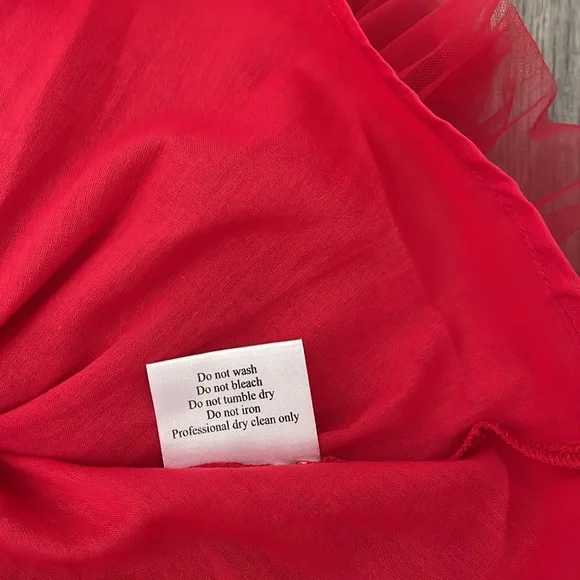 Do not wash
Do not bleach
Do not tumble dry
Do not iron
Professional dry clean only